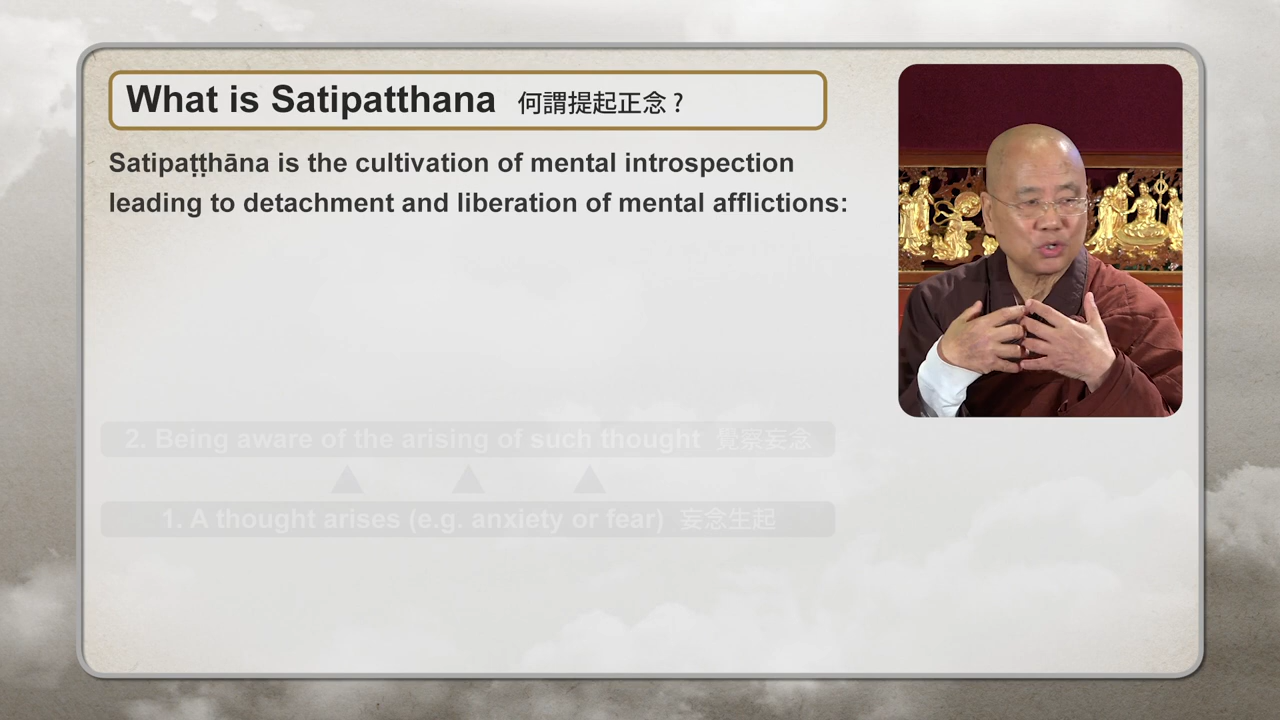 What is Satipatthana 何謂提起正念 ?
Satipaṭṭhāna is the cultivation of mental introspection
leading to detachment and liberation of mental afflictions:
2. Being aware of the arising of such thought 覺察妄念
1. A thought arises (e.g. anxiety or fear) 妄念生起